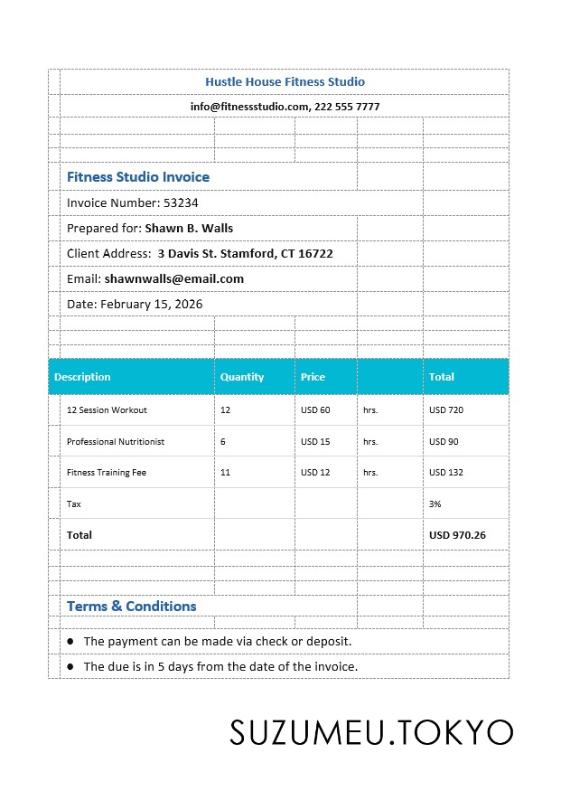 Hustle House Fitness Studio
info@fitnessstudio.com, 222 555 7777
Fitness Studio Invoice
Invoice Number: 53234
Prepared for: Shawn B. Walls
Client Address: 3 Davis St. Stamford, CT 16722
Email: shawnwalls@email.com
Date: February 15, 2026
Description Quantity Price Total
12 Session Workout 12 USD 60 hrs. USD 720
Professional Nutritionist 6 USD 15 hrs. USD 90
Fitness Training Fee 11 USD 12 hrs. USD 132
Tax 3%
Total USD 970.26
Terms & Conditions
● The payment can be made via check or deposit.
● The due is in 5 days from the date of the invoice.
SUZUMEU.TOKYO